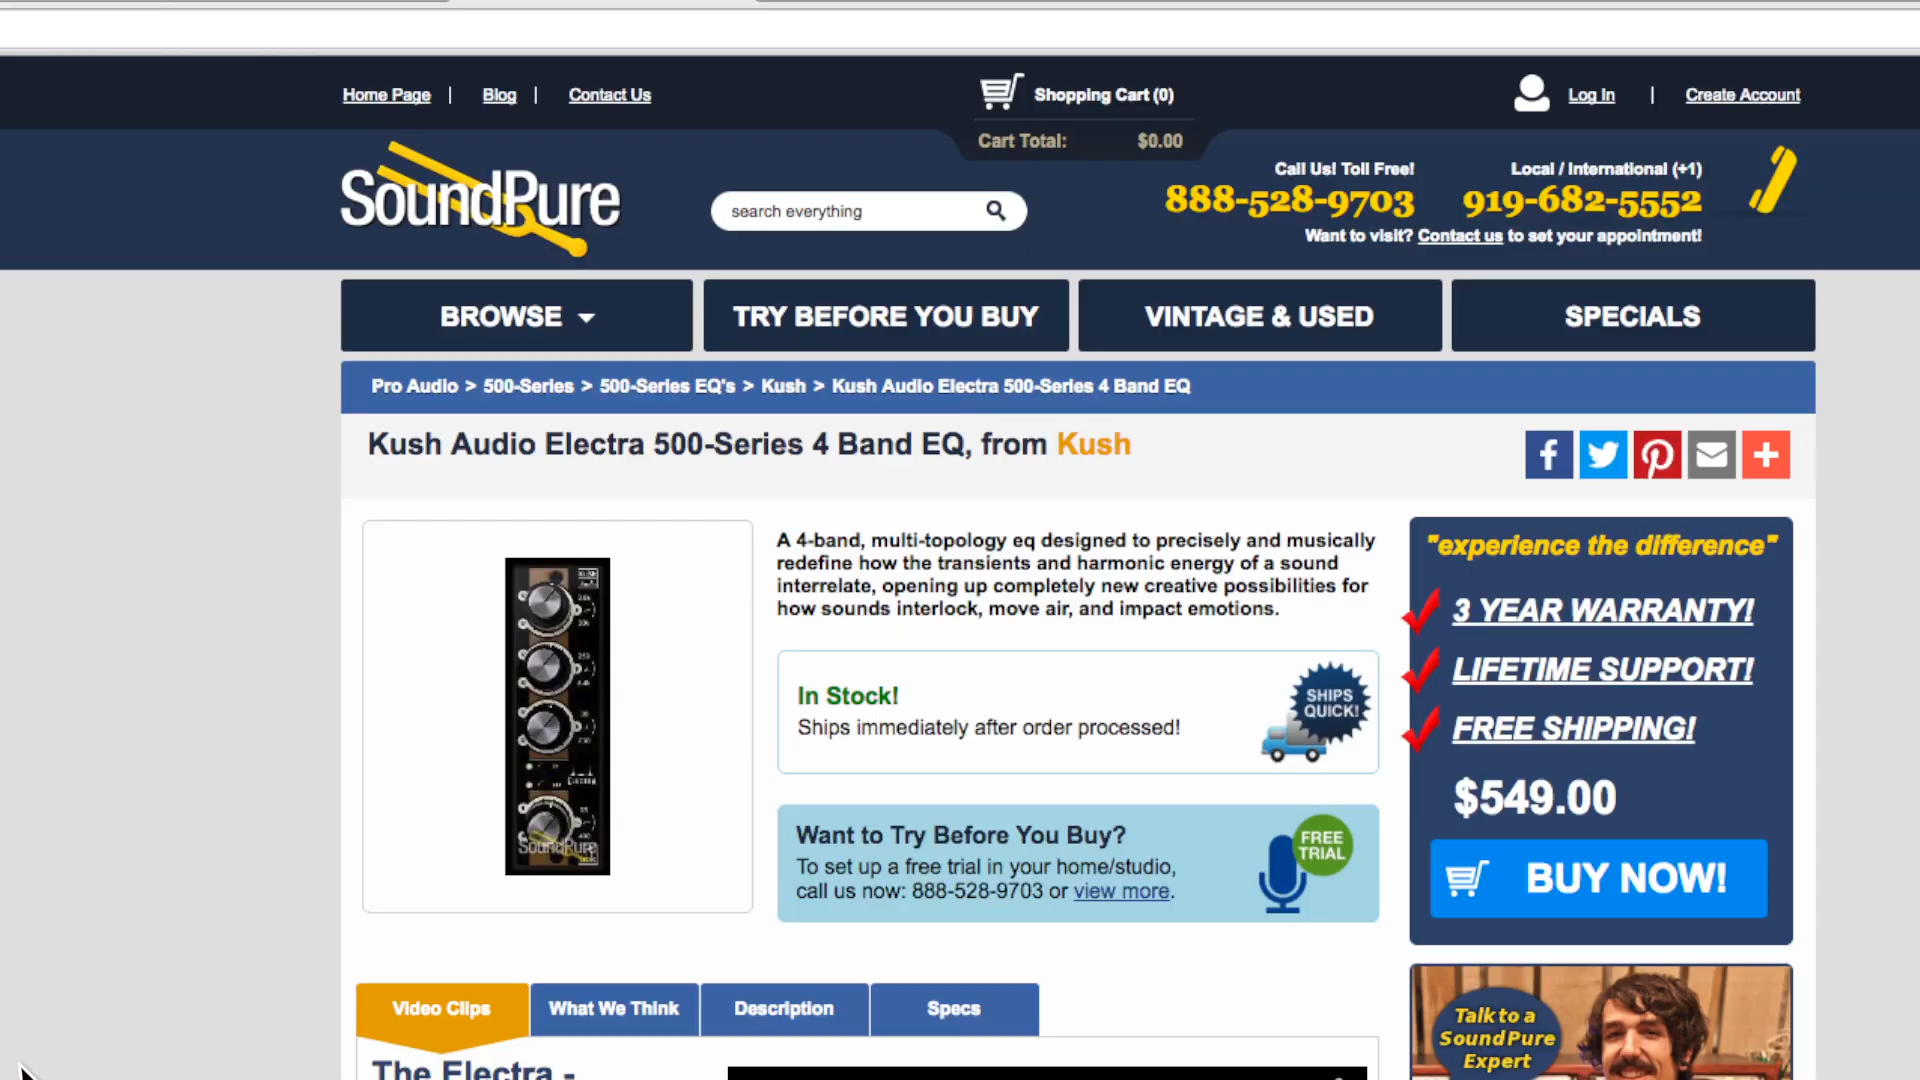 Home Page | Blog | Contact Us
Shopping Cart (0)
Log In | Create Account
Cart Total: $0.00
SoundPure
search everything
Call Us! Toll Free!
888-528-9703
Local / International (+1)
919-682-5552
Want to visit? Contact us to set your appointment!
BROWSE
TRY BEFORE YOU BUY
VINTAGE & USED
SPECIALS
Pro Audio > 500-Series > 500-Series EQ's > Kush > Kush Audio Electra 500-Series 4 Band EQ
Kush Audio Electra 500-Series 4 Band EQ, from Kush
SoundPure
A 4-band, multi-topology eq designed to precisely and musically
redefine how the transients and harmonic energy of a sound
interrelate, opening up completely new creative possibilities for
how sounds interlock, move air, and impact emotions.
In Stock!
Ships immediately after order processed!
SHIPS
QUICK!
Want to Try Before You Buy?
To set up a free trial in your home/studio,
call us now: 888-528-9703 or view more.
FREE
TRIAL
"experience the difference"
3 YEAR WARRANTY!
LIFETIME SUPPORT!
FREE SHIPPING!
$549.00
BUY NOW!
Talk to a
SoundPure
Expert
Video Clips
What We Think
Description
Specs
The Electra -